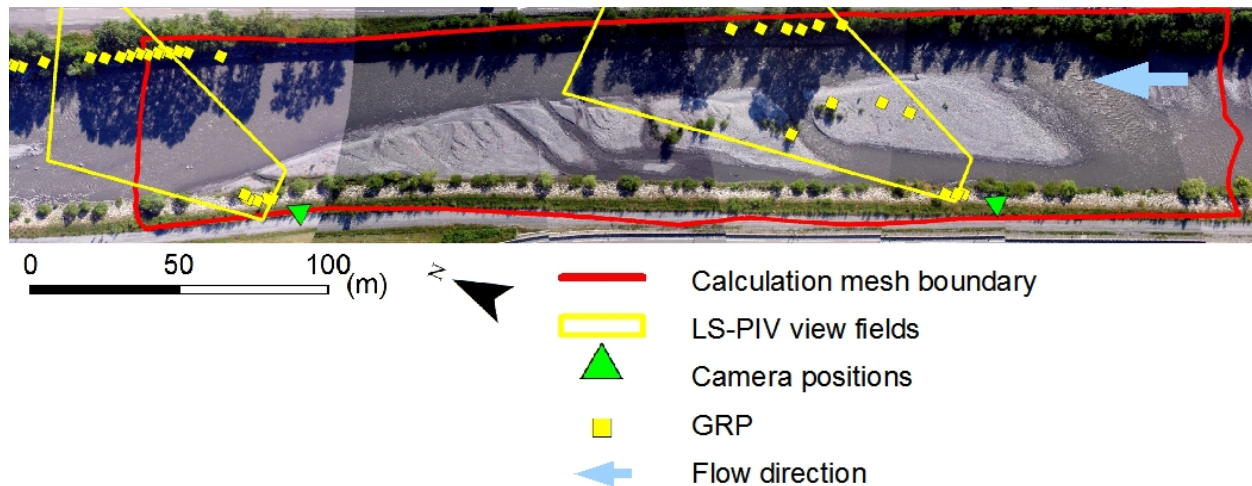 0 50 100
(m)
N
Calculation mesh boundary
LS-PIV view fields
Camera positions
GRP
Flow direction